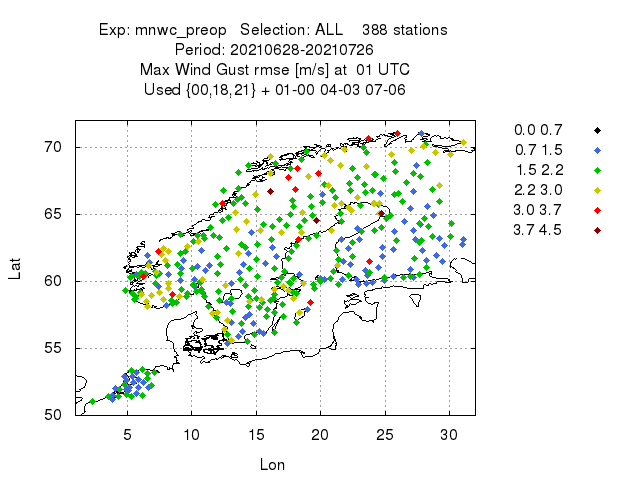 Exp: mnwc_preop   Selection: ALL    388 stations
Period: 20210628-20210726
Max Wind Gust rmse [m/s] at  01 UTC
Used {00,18,21} + 01-00 04-03 07-06
0.0 0.7
0.7 1.5
1.5 2.2
2.2 3.0
3.0 3.7
3.7 4.5
70
65
60
55
50
Lat
5 10 15 20 25 30
Lon